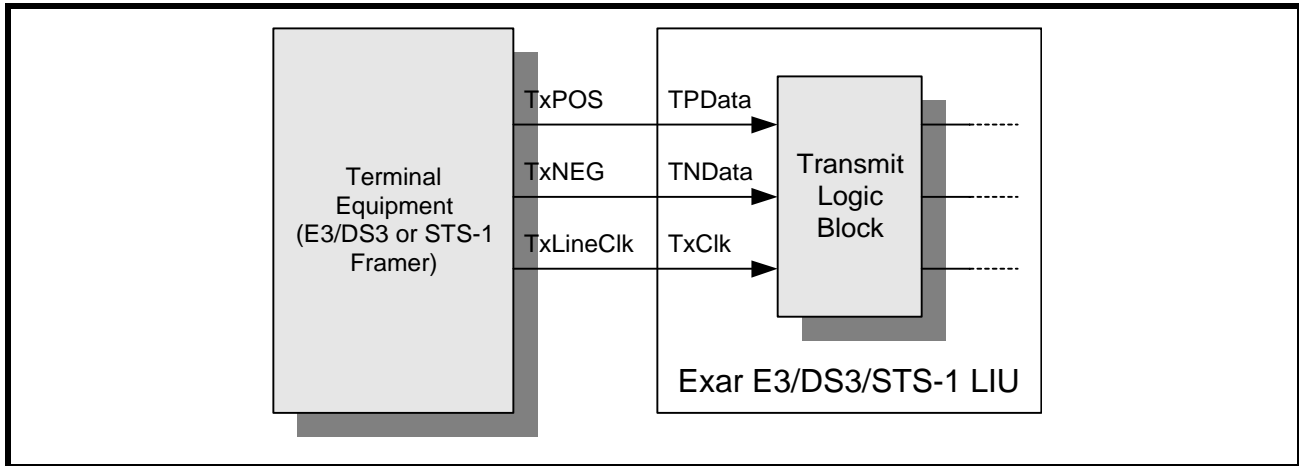 Terminal
Equipment
(E3/DS3 or STS-1
Framer)
TxPOS
TPData
TxNEG
TNData
TxLineClk
TxClk
Transmit
Logic
Block
Exar E3/DS3/STS-1 LIU